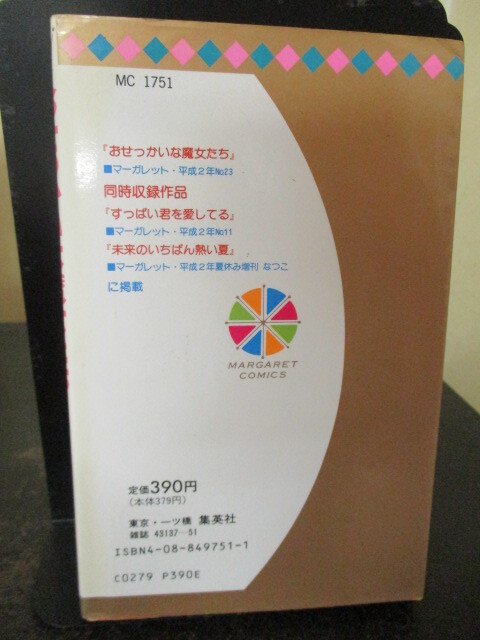 MC 1751
『おせっかいな魔女たち』
■マーガレット・平成2年No23
同時収録作品
『すっぱい君を愛してる』
■マーガレット・平成2年No11
『未来のいちばん熱い夏』
■マーガレット・平成2年夏休み増刊 なつこ
に掲載
MARGARET
COMICS
定価390円
(本体379円)
東京・一ツ橋 集英社
雑誌 43137-51
ISBN4-08-849751-1
C0279 P390E